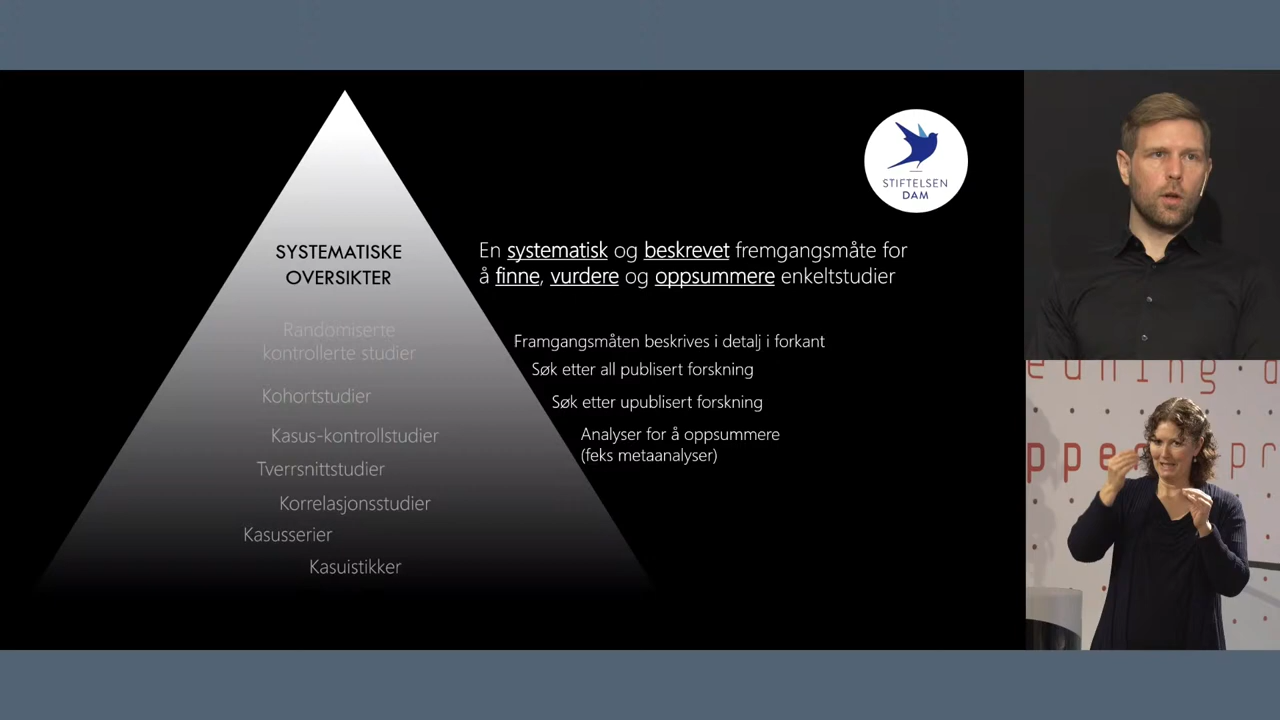 STIFTELSEN
DAM
SYSTEMATISKE
OVERSIKTER
En systematisk og beskrevet fremgangsmåte for
å finne, vurdere og oppsummere enkeltstudier
Randomiserte
kontrollerte studier
Kohortstudier
Kasus-kontrollstudier
Tverrsnittstudier
Korrelasjonsstudier
Kasusserier
Kasuistikker
Framgangsmåten beskrives i detalj i forkant
Søk etter all publisert forskning
Søk etter upublisert forskning
Analyser for å oppsummere
(feks metaanalyser)